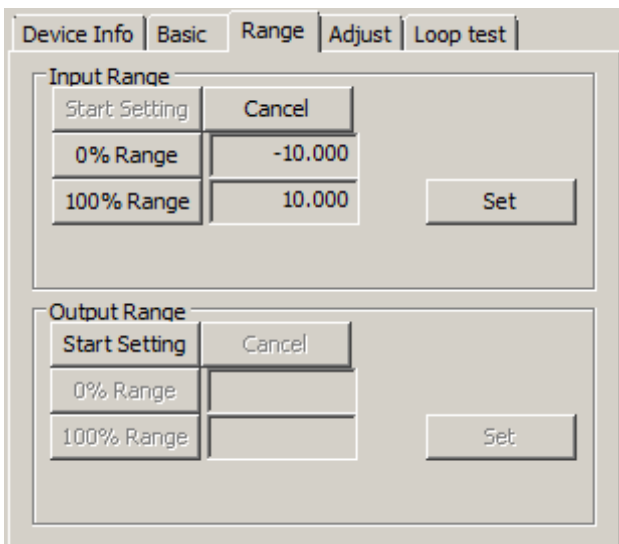 Device Info Basic Range Adjust Loop test
Input Range
Start Setting Cancel
0% Range -10.000
100% Range 10.000 Set
Output Range
Start Setting Cancel
0% Range
100% Range Set